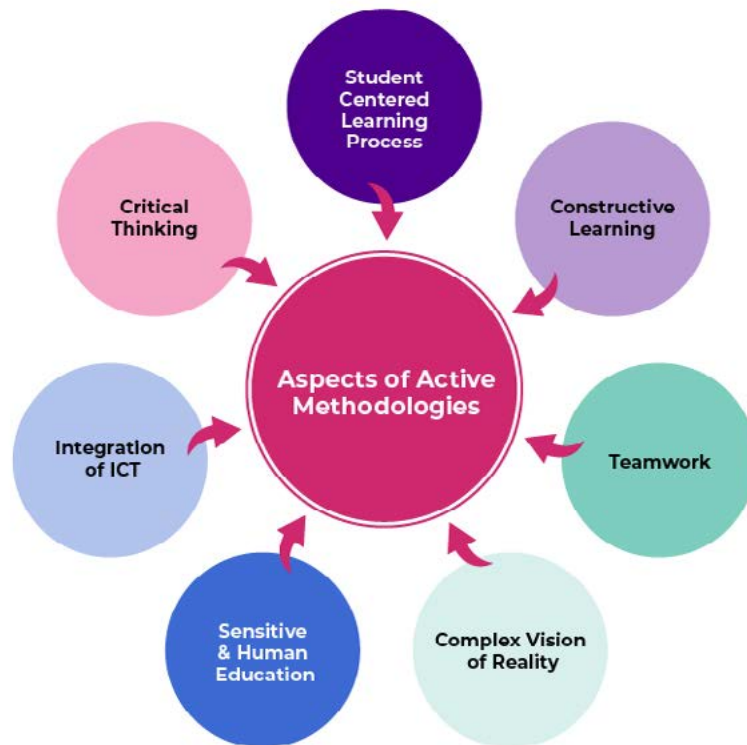 Student
Centered
Learning
Process
Constructive
Learning
Teamwork
Complex Vision
of Reality
Sensitive
& Human
Education
Integration
of ICT
Critical
Thinking
Aspects of Active
Methodologies